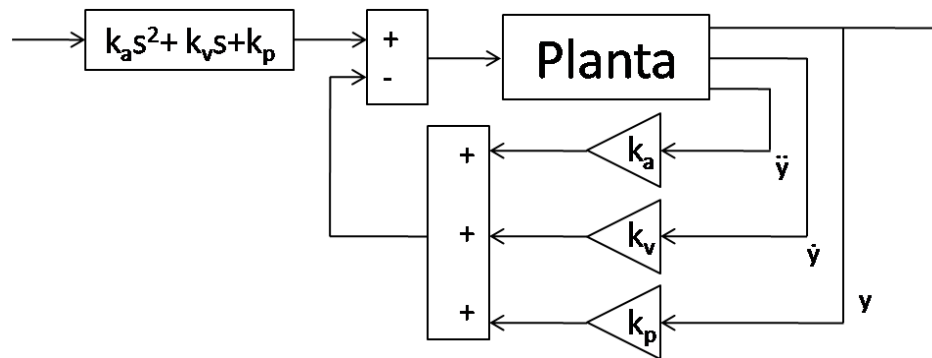 kₐs²+ kᵥs+kₚ
+
-
Planta
+
kₐ
ÿ
+
kᵥ
ẏ
y
+
kₚ